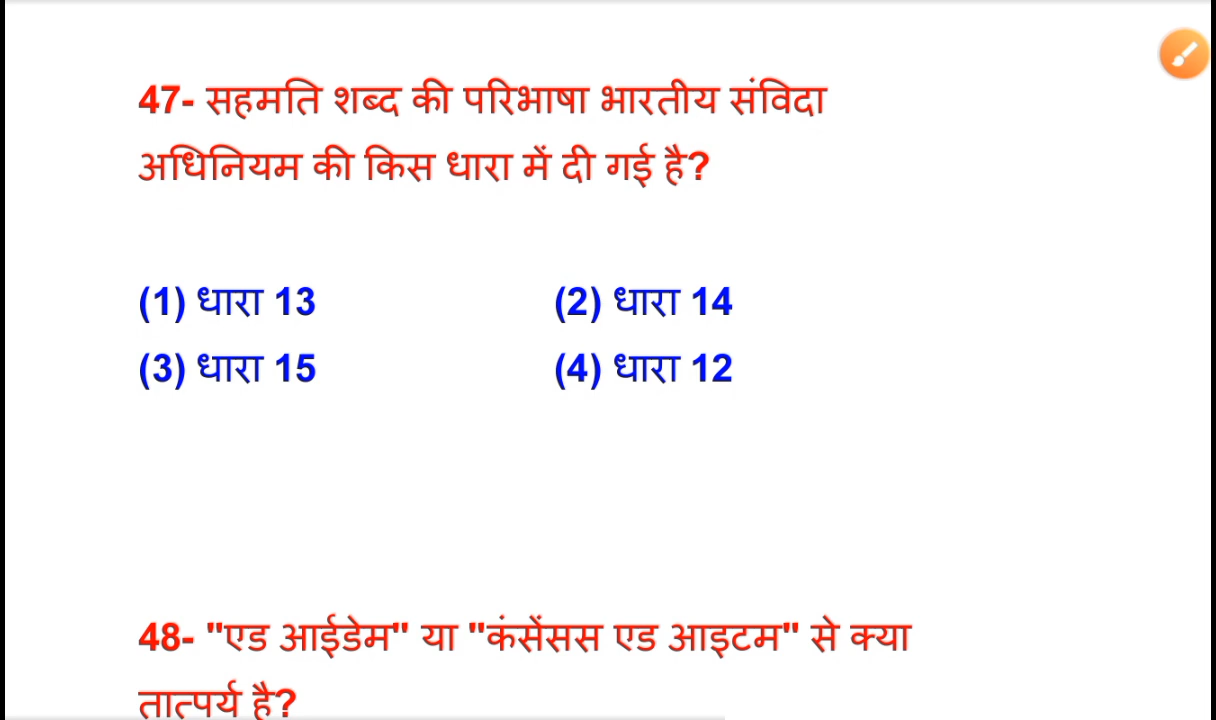 47- सहमति शब्द की परिभाषा भारतीय संविदा
अधिनियम की किस धारा में दी गई है?
(1) धारा 13 (2) धारा 14
(3) धारा 15 (4) धारा 12
48- "एड आईडेम" या "कंसेंसस एड आइटम" से क्या
तात्पर्य है?